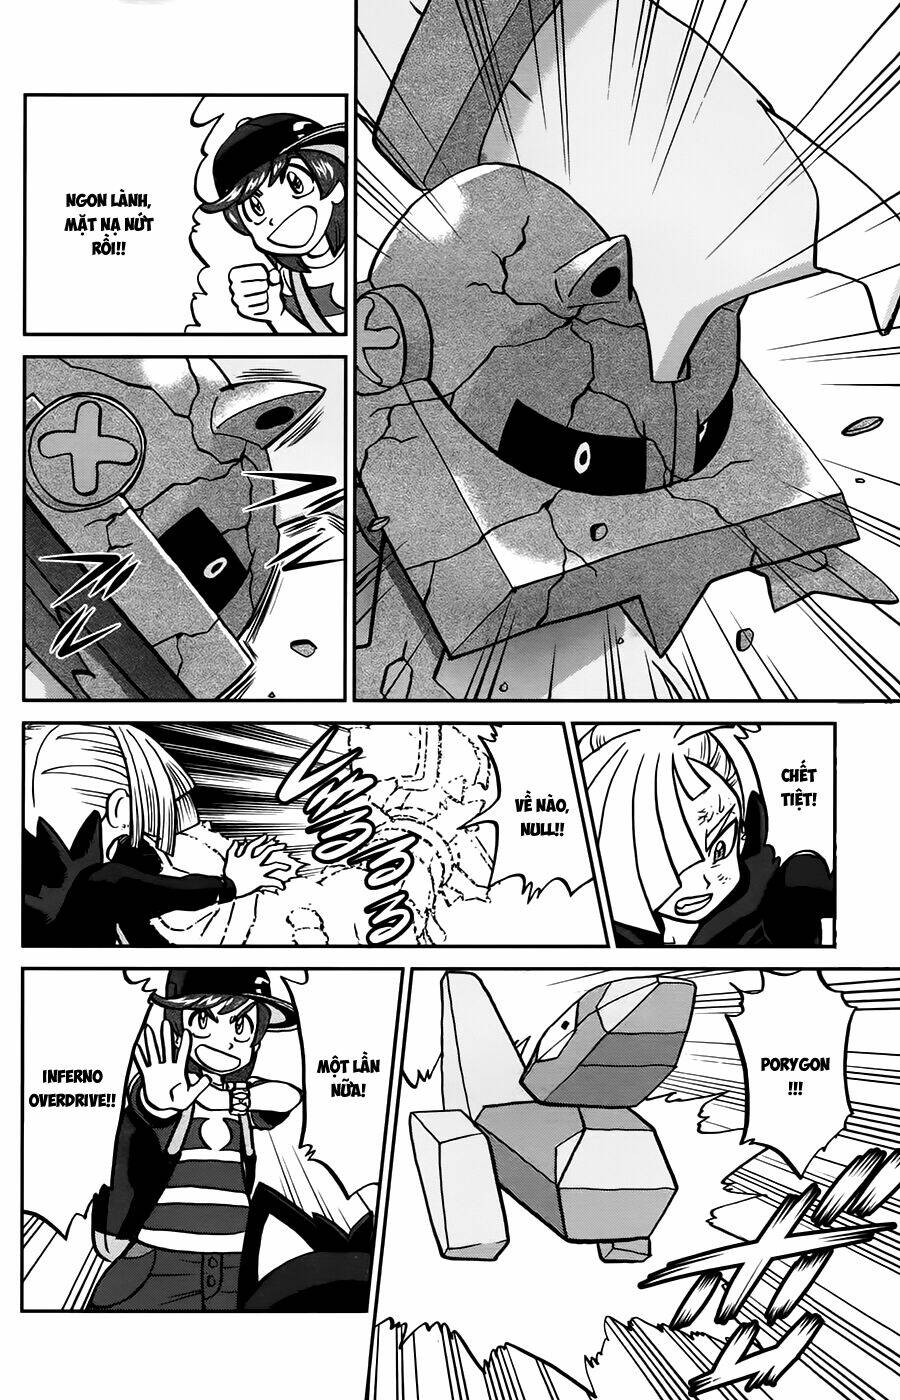 NGON LÀNH,
MẶT NẠ NỨT
RỒI!!
VỀ NÀO,
NULL!!
CHẾT
TIỆT!
INFERNO
OVERDRIVE!!
MỘT LẦN
NỮA!
PORYGON
!!!